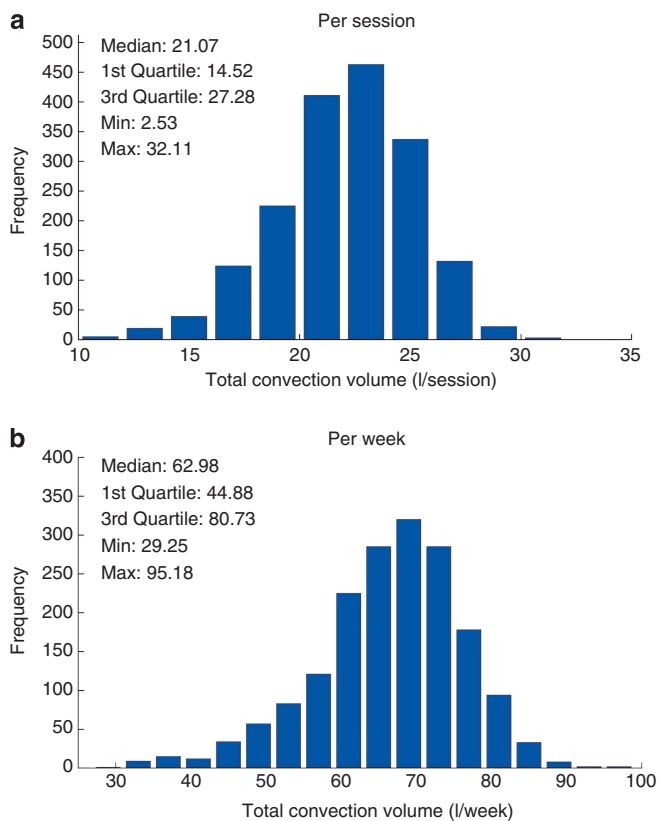 a
Per session
Median: 21.07
1st Quartile: 14.52
3rd Quartile: 27.28
Min: 2.53
Max: 32.11
Frequency
500
450
400
350
300
250
200
150
100
50
0
10 15 20 25 30 35
Total convection volume (l/session)
b
Per week
Median: 62.98
1st Quartile: 44.88
3rd Quartile: 80.73
Min: 29.25
Max: 95.18
Frequency
400
350
300
250
200
150
100
50
0
30 40 50 60 70 80 90 100
Total convection volume (l/week)